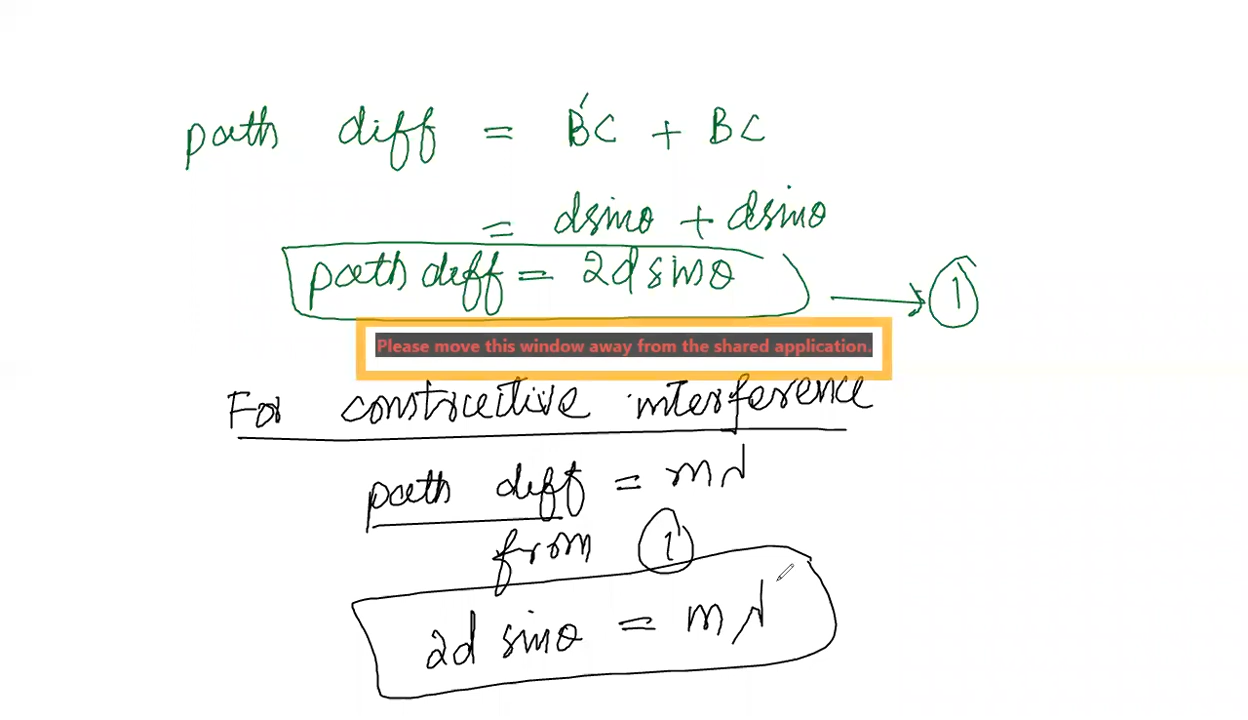 path diff = B'C + BC
= dsinθ + dsinθ
path diff = 2d sinθ → ①
Please move this window away from the shared application.
For constructive interference
path diff = mλ
from ①
2d sinθ = mλ